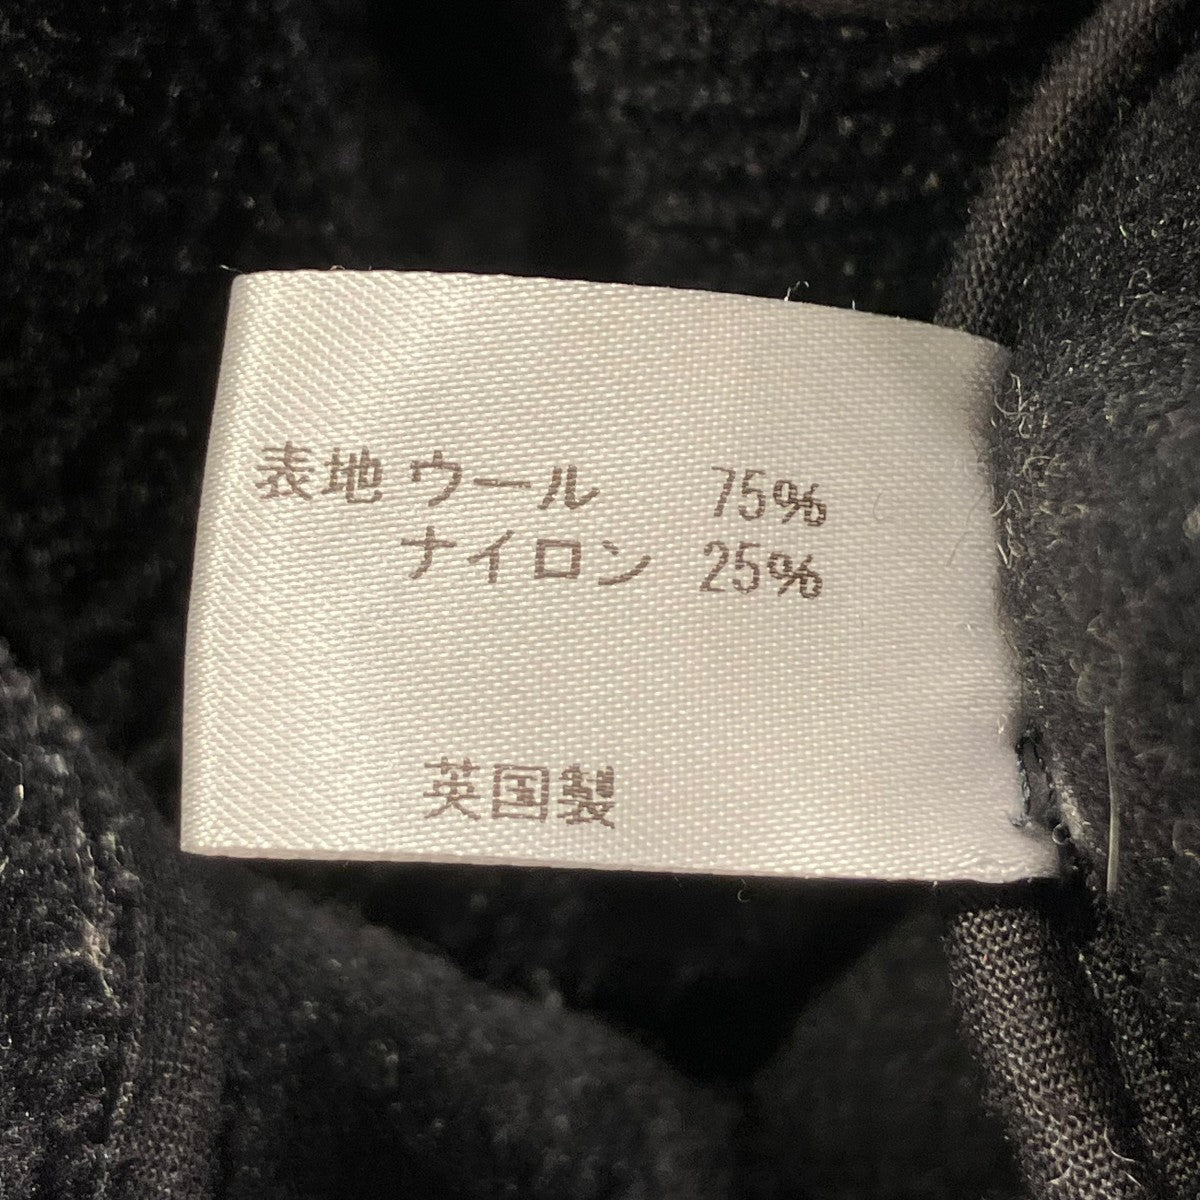 表地 ウール 75%
ナイロン 25%
英国製